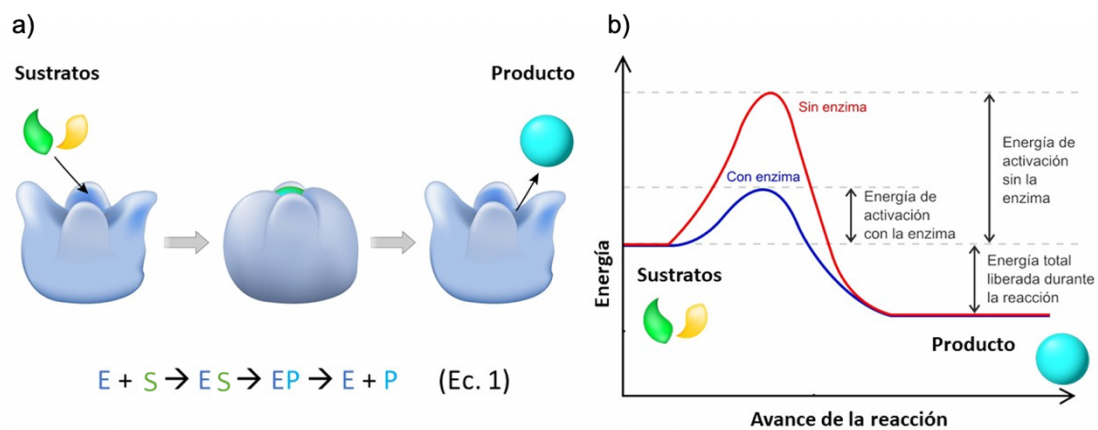 a)
Sustratos
Producto
E + S → ES → EP → E + P (Ec. 1)
b)
Energía
Sin enzima
Con enzima
Energía de
activación
con la enzima
Energía de
activación
sin la
enzima
Energía total
liberada durante
la reacción
Sustratos
Producto
Avance de la reacción